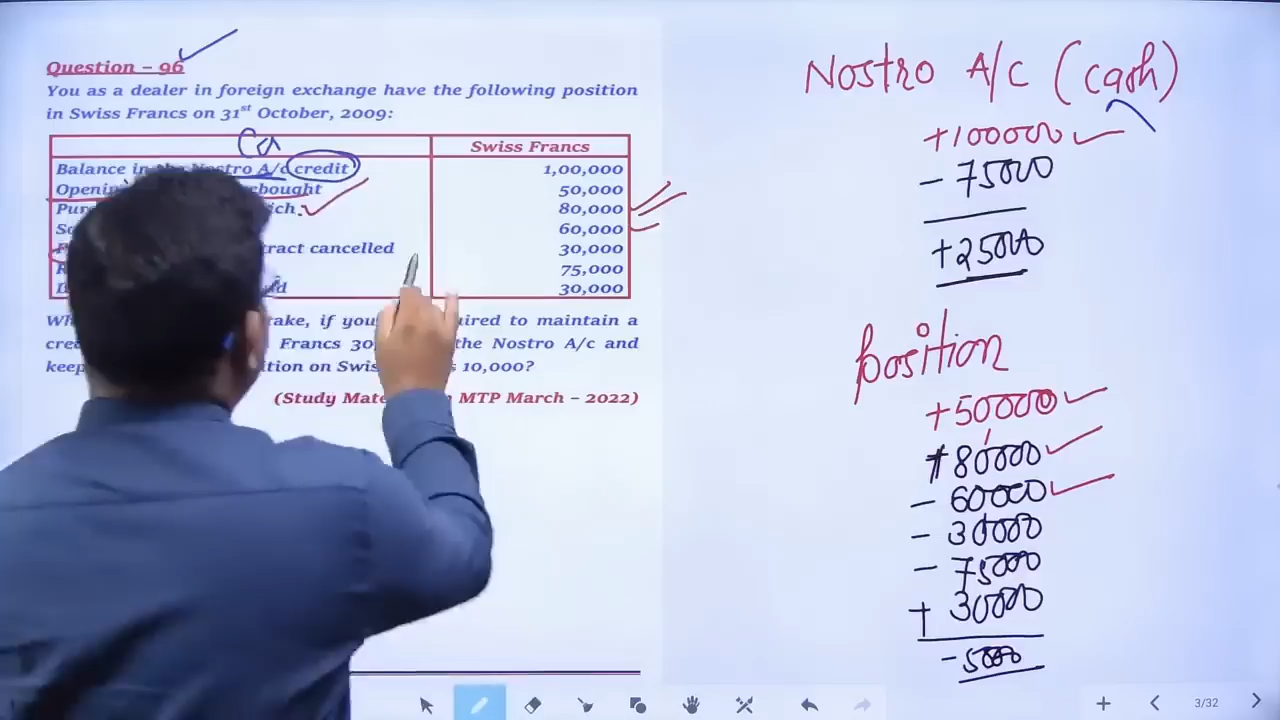 Question – 96
You as a dealer in foreign exchange have the following position
in Swiss Francs on 31st October, 2009:
Ca
Swiss Francs
Balance in the Nostro A/c credit 1,00,000
Openin bought 50,000
Pur ich. 80,000
So 60,000
tract cancelled 30,000
R 75,000
d 30,000
Wh take, if you uired to maintain a
cre Francs 30, the Nostro A/c and
keep ition on Swis 10,000?
(Study Mate MTP March – 2022)
Nostro A/C (cash)
+100000
- 75000
+25000
Position
+50000
+80000
- 60000
- 30000
- 75000
+ 30000
- 5000
3/32